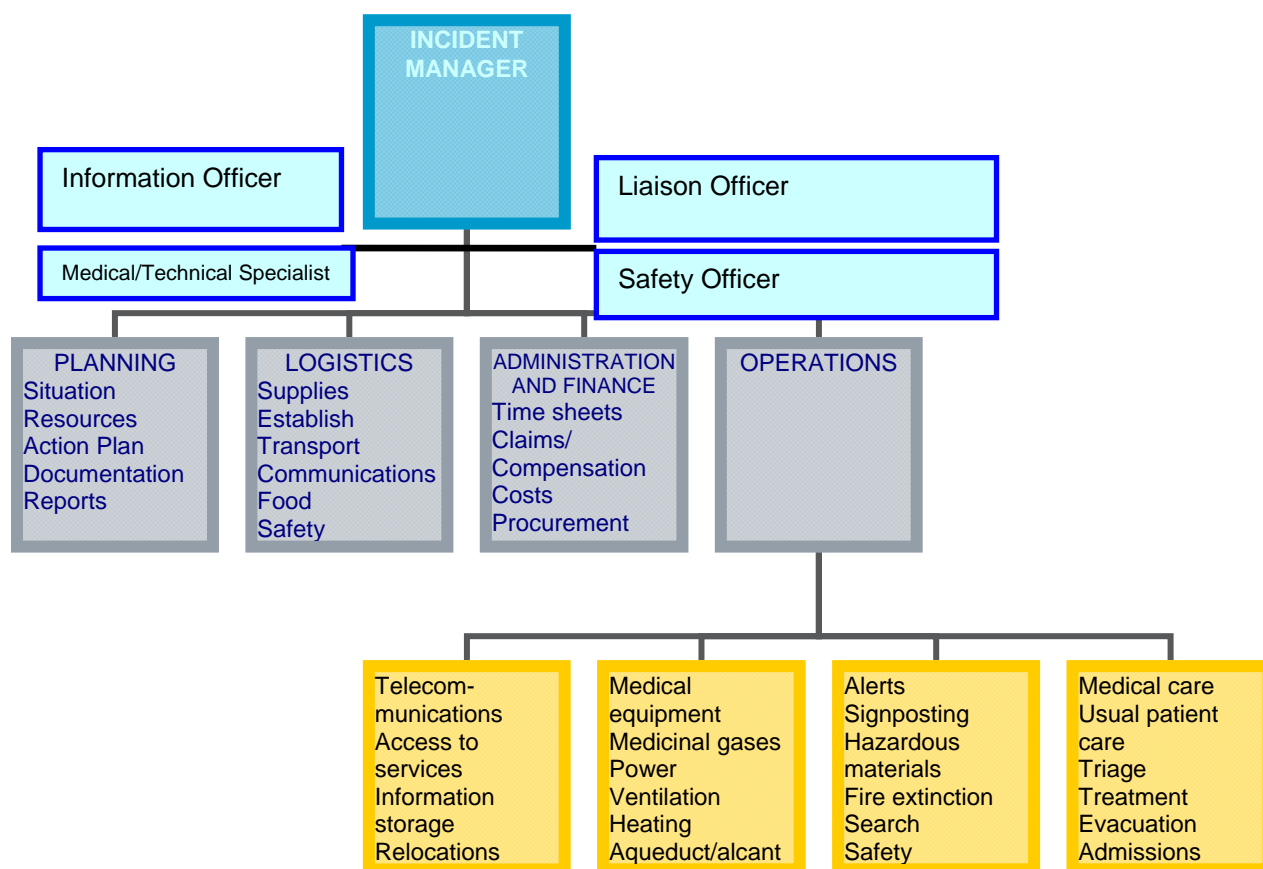 INCIDENT
MANAGER
Information Officer
Liaison Officer
Medical/Technical Specialist
Safety Officer
PLANNING
Situation
Resources
Action Plan
Documentation
Reports
LOGISTICS
Supplies
Establish
Transport
Communications
Food
Safety
ADMINISTRATION
AND FINANCE
Time sheets
Claims/
Compensation
Costs
Procurement
OPERATIONS
Telecom-
munications
Access to
services
Information
storage
Relocations
Medical
equipment
Medicinal gases
Power
Ventilation
Heating
Aqueduct/alcant
Alerts
Signposting
Hazardous
materials
Fire extinction
Search
Safety
Medical care
Usual patient
care
Triage
Treatment
Evacuation
Admissions